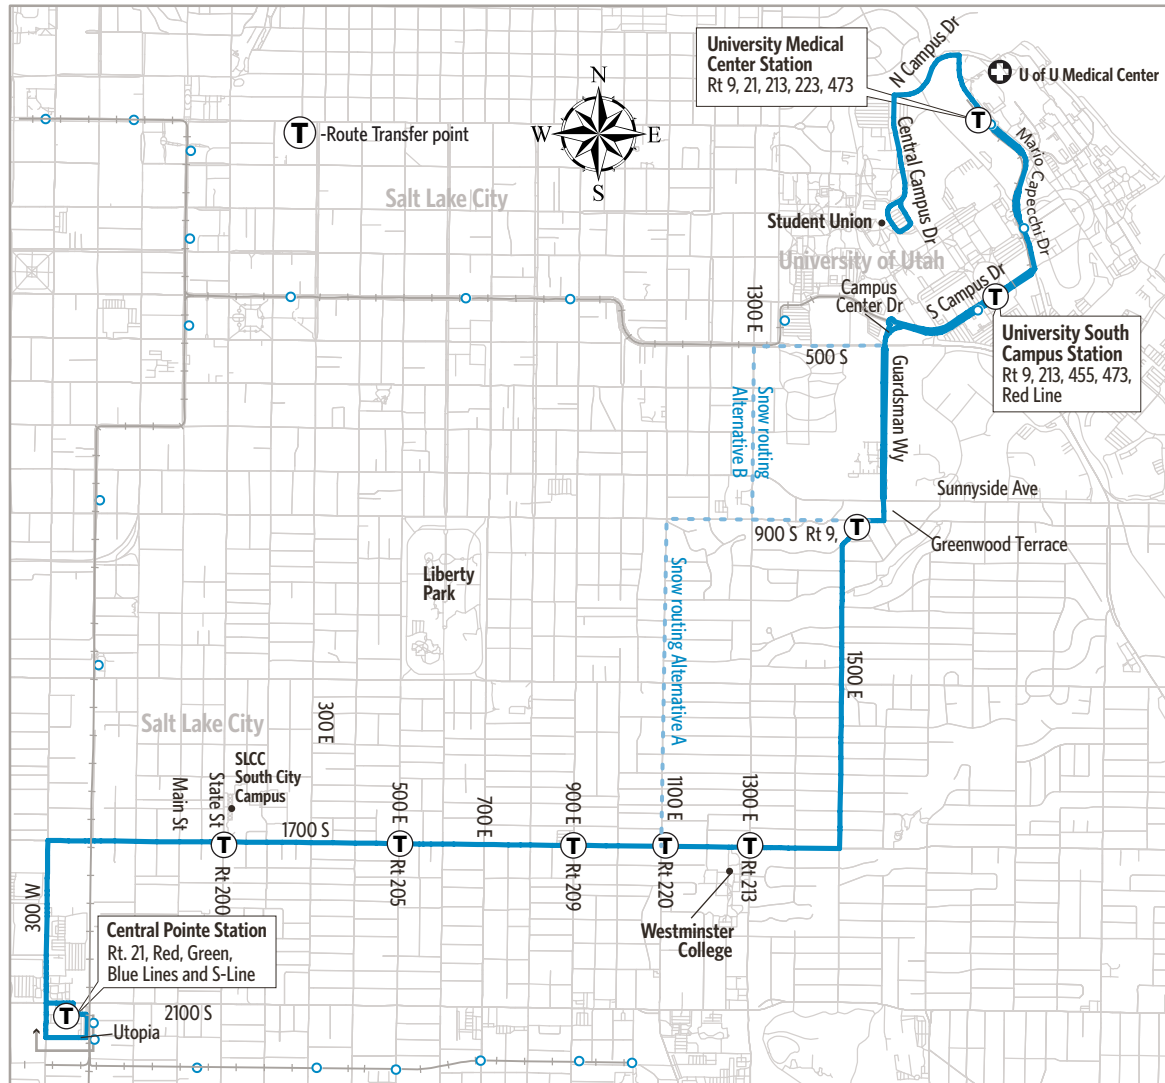 University Medical
Center Station
Rt 9, 21, 213, 223, 473
N Campus Dr
U of U Medical Center
N
W
E
S
T
-Route Transfer point
T
Central Campus Dr
Mario Capecchi Dr
Salt Lake City
Student Union
University of Utah
Campus
Center Dr
S Campus Dr
T
1300 E
University South
Campus Station
Rt 9, 213, 455, 473,
Red Line
500 S
Guardsman Wy
Snow routing
Alternative B
Sunnyside Ave
900 S
Rt 9,
T
Greenwood Terrace
Liberty
Park
Snow routing Alternative A
1500 E
Salt Lake City
300 E
SLCC
South City
Campus
Main St
State St
500 E
700 E
900 E
1100 E
1300 E
1700 S
T
T
T
T
T
Rt 200
Rt 205
Rt 209
Rt 220
Rt 213
300 W
Westminster
College
Central Pointe Station
Rt. 21, Red, Green,
Blue Lines and S-Line
T
2100 S
Utopia